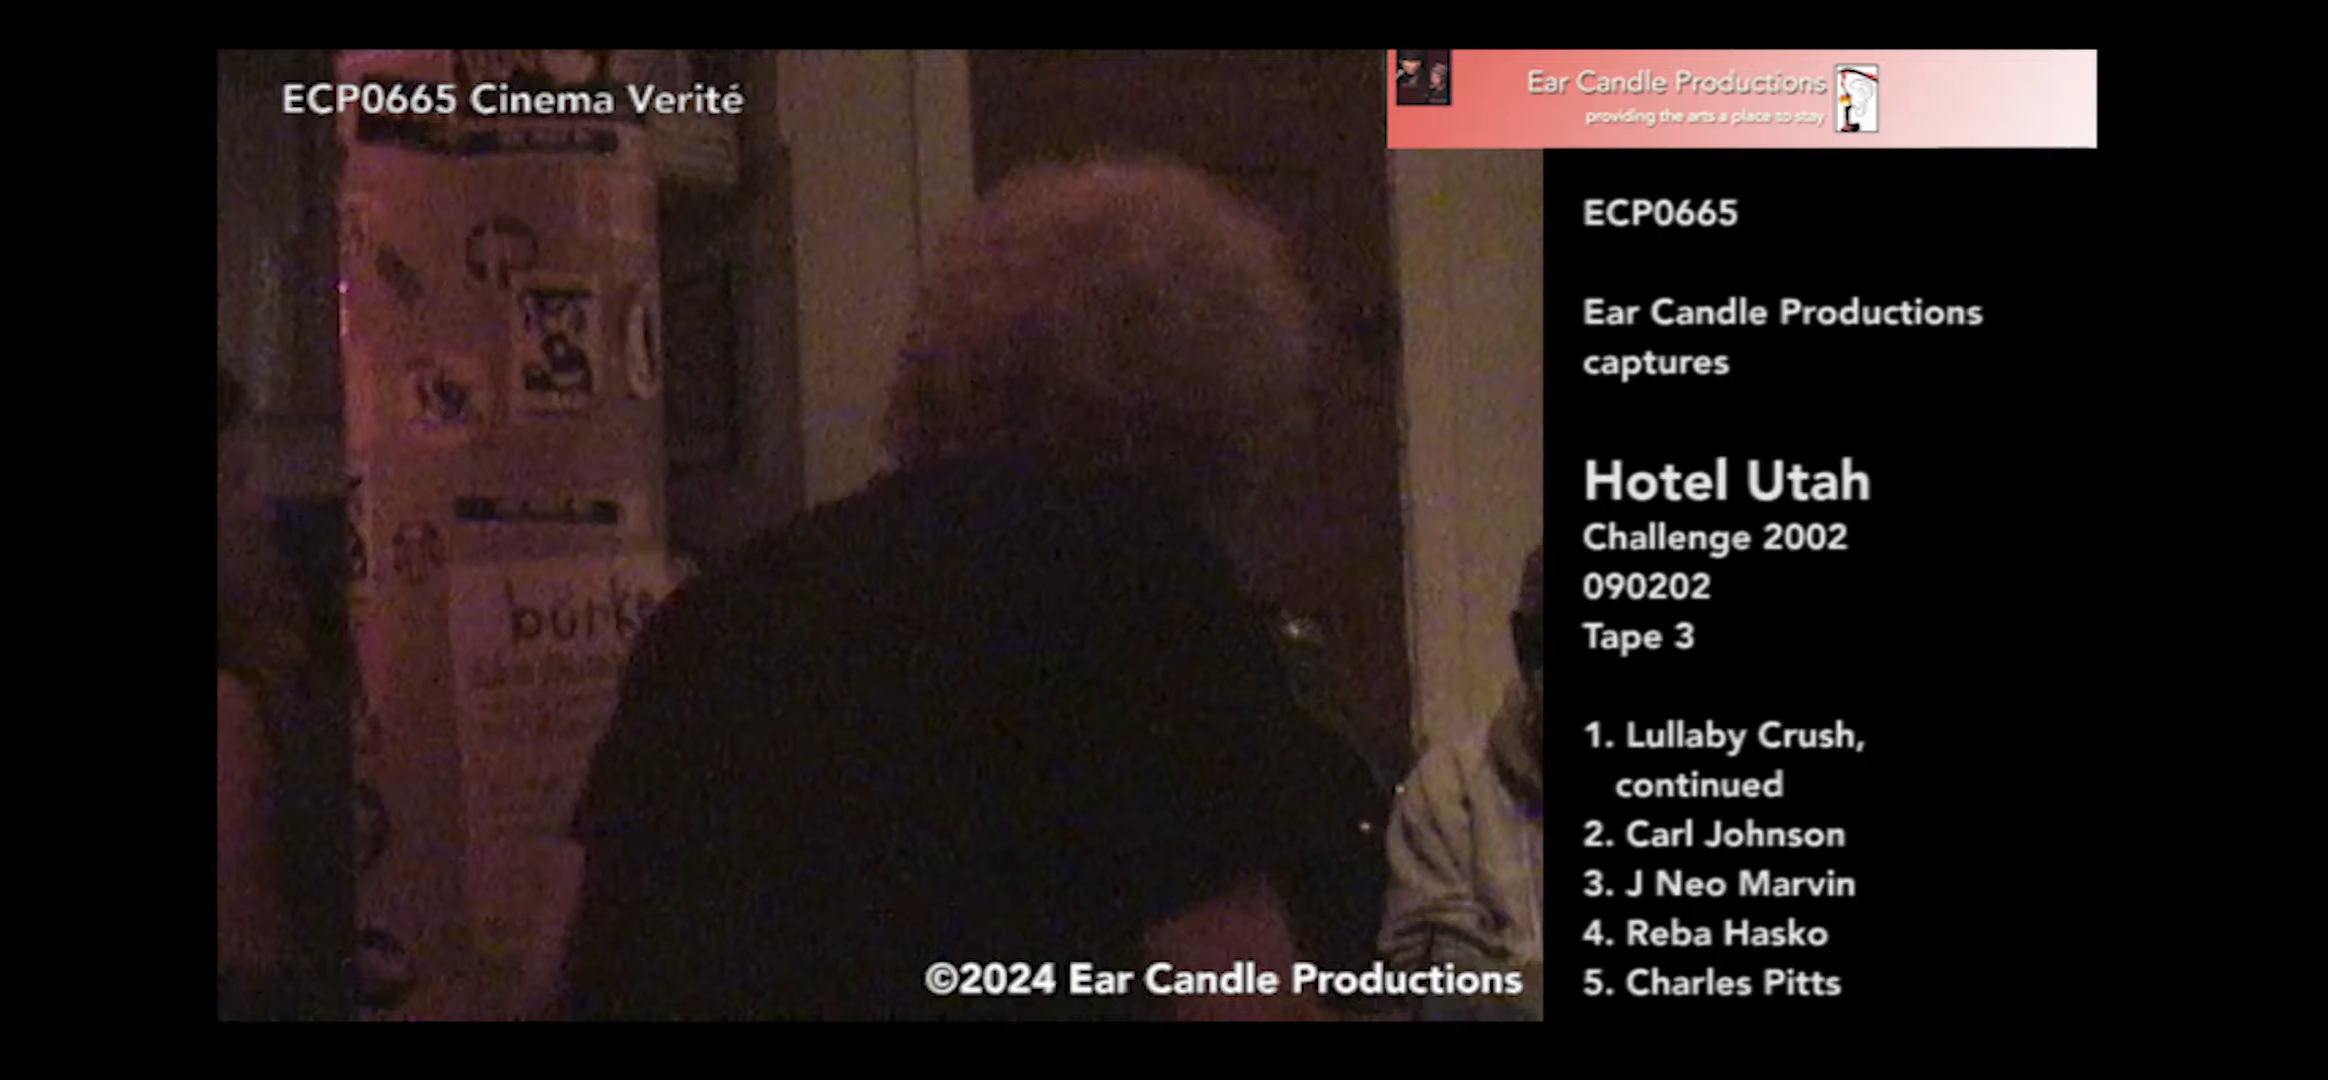 ECP0665 Cinema Verité
Ear Candle Productions
providing the arts a place to stay
ECP0665
Ear Candle Productions
captures
Hotel Utah
Challenge 2002
090202
Tape 3
1. Lullaby Crush,
continued
2. Carl Johnson
3. J Neo Marvin
4. Reba Hasko
5. Charles Pitts
©2024 Ear Candle Productions